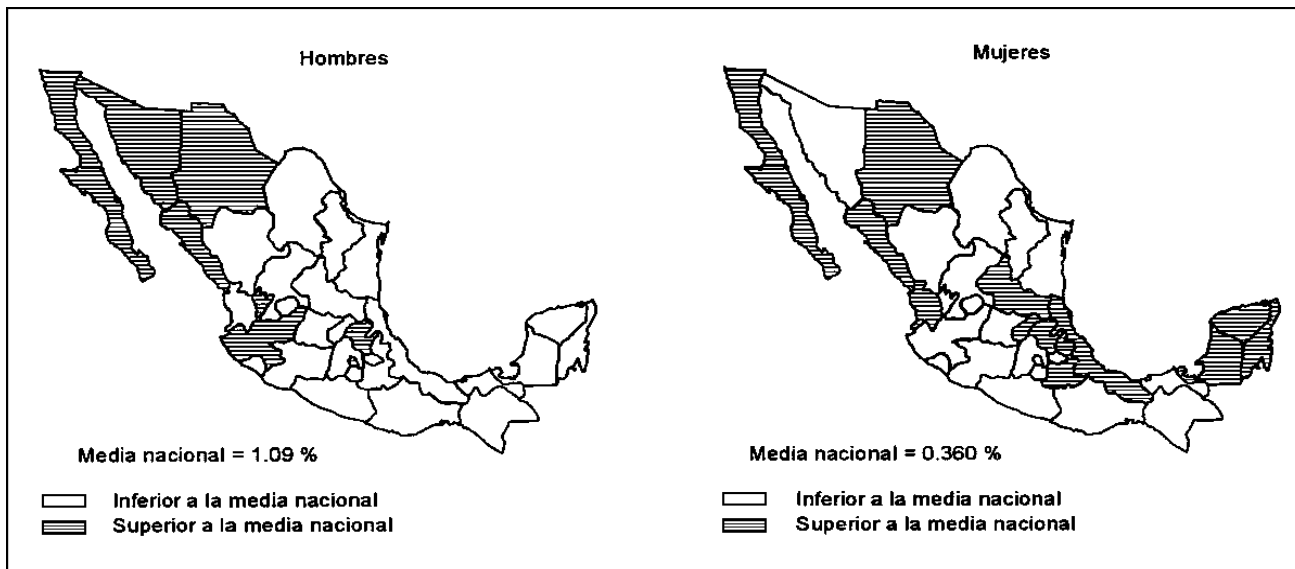 Hombres
Media nacional = 1.09 %
Inferior a la media nacional
Superior a la media nacional
Mujeres
Media nacional = 0.360 %
Inferior a la media nacional
Superior a la media nacional